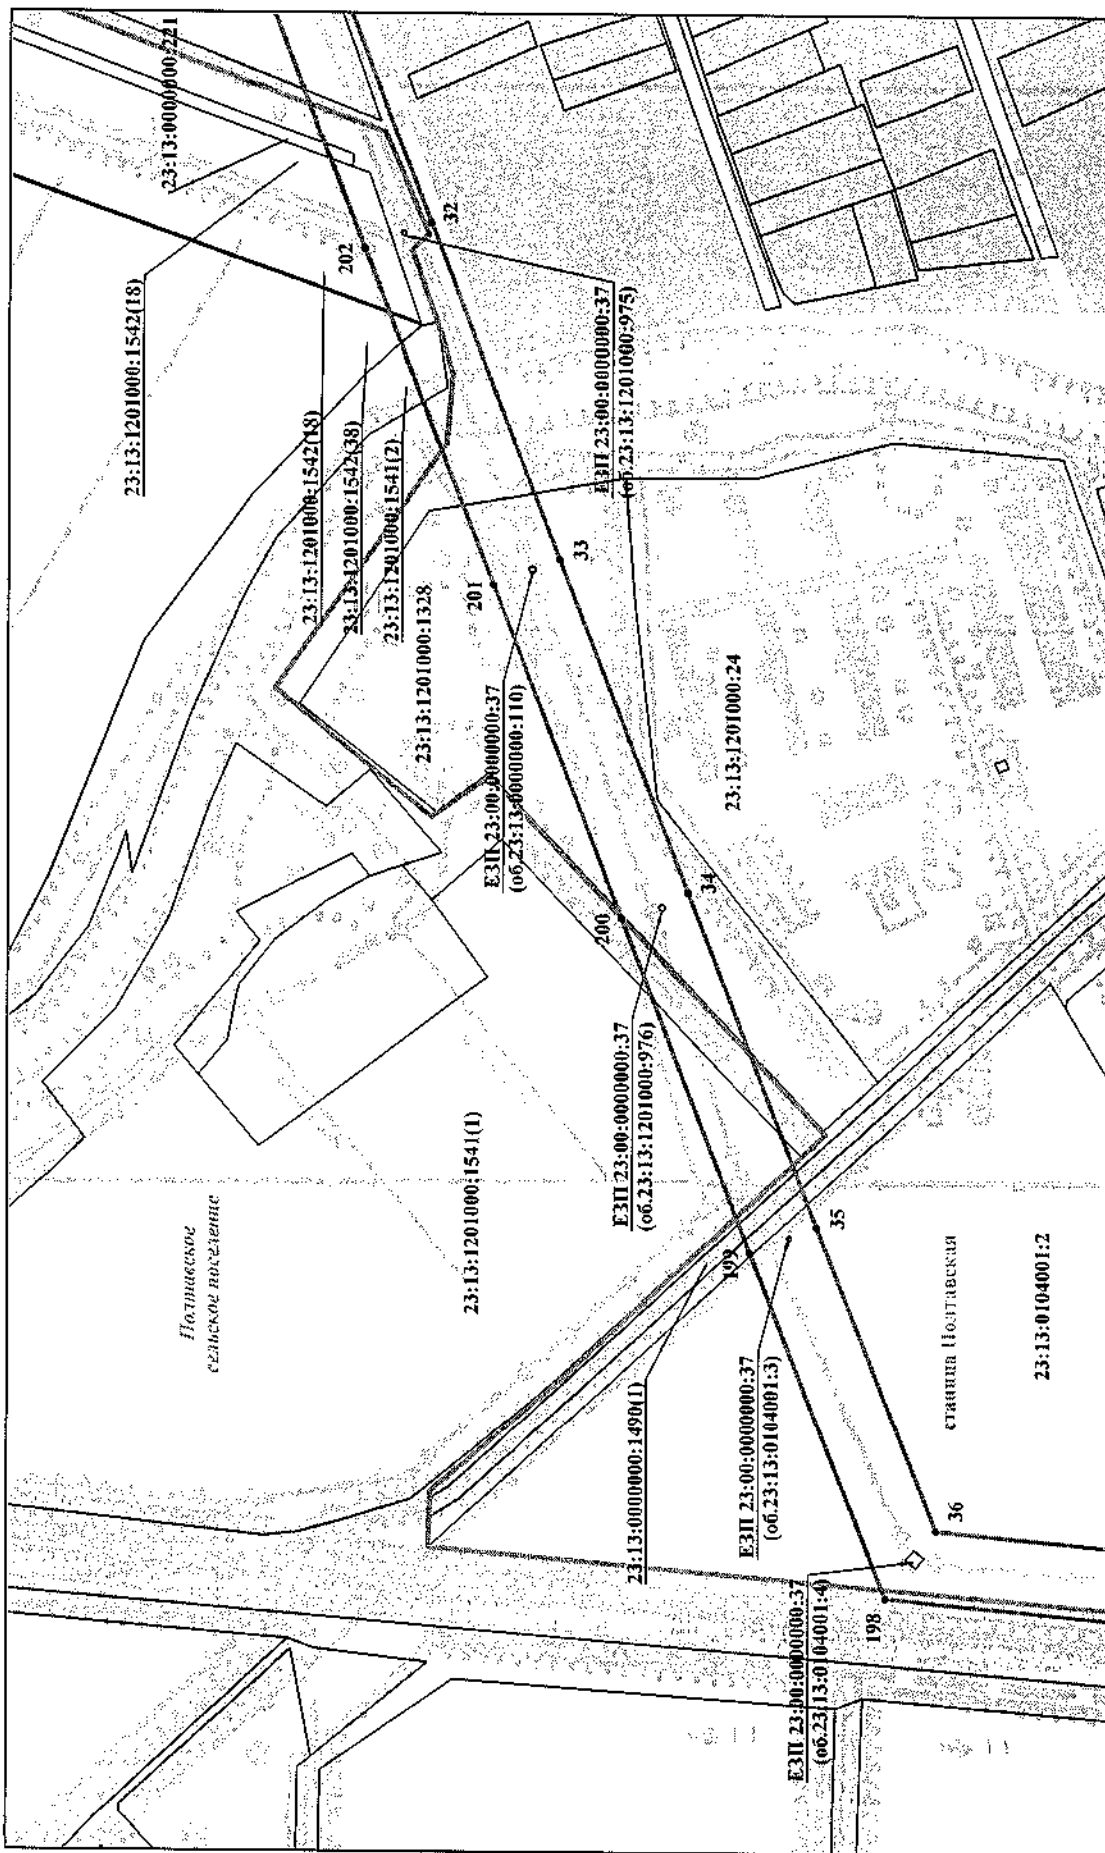 23:13:0000000:221
23:13:1201000:1542(18)
202
32
23:13:1201000:1542(18)
23:13:1201000:1542(38)
23:13:1201000:1541(2)
ЕЗП 23:00:0000000:37
(об.23:13:1201000:975)
23:13:1201000:1328
201
33
ЕЗП 23:00:0000000:37
(об.23:13:0000000:110)
23:13:1201000:24
200
34
ЕЗП 23:00:0000000:37
(об.23:13:1201000:976)
Полтавское
сельское поселение
23:13:1201000:1541(1)
199
35
станица Полтавская
23:13:0104001:2
23:13:0000000:1490(1)
ЕЗП 23:00:0000000:37
(об.23:13:0104001:3)
36
198
ЕЗП 23:00:0000000:37
(об.23:13:0104001:4)